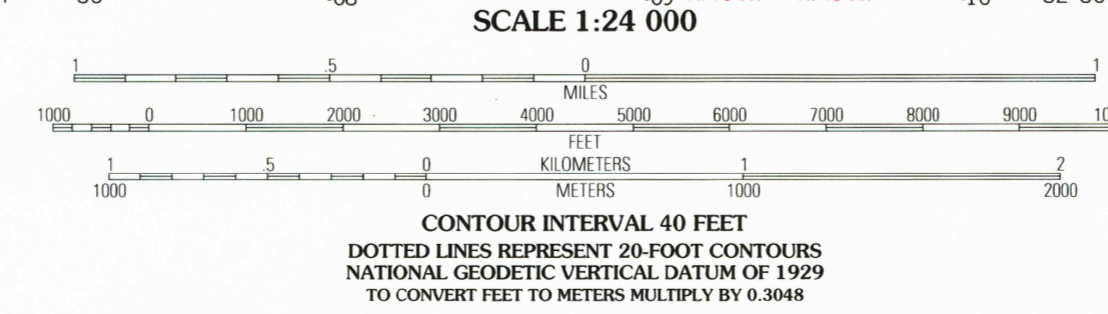 SCALE 1:24 000
1 .5 0 1
MILES
1000 0 1000 2000 3000 4000 5000 6000 7000 8000 9000
FEET
1 .5 0 KILOMETERS 1 2
1000 0 METERS 1000 2000
CONTOUR INTERVAL 40 FEET
DOTTED LINES REPRESENT 20-FOOT CONTOURS
NATIONAL GEODETIC VERTICAL DATUM OF 1929
TO CONVERT FEET TO METERS MULTIPLY BY 0.3048